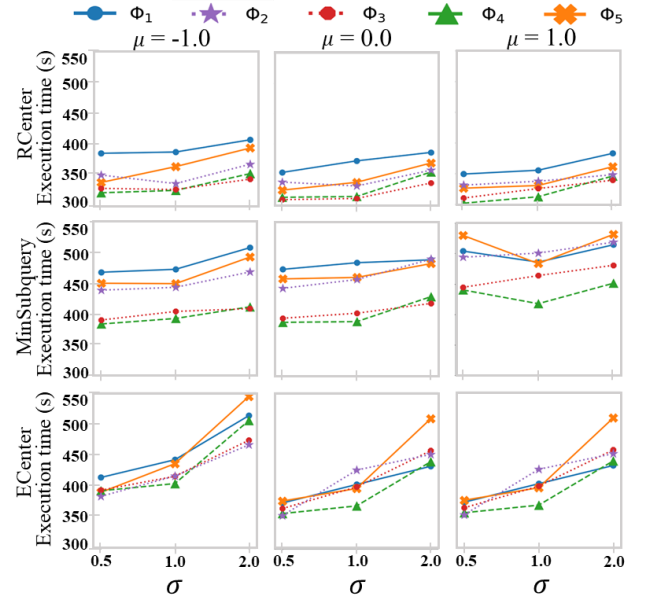 Φ1 Φ2 Φ3 Φ4 Φ5
μ = -1.0 μ = 0.0 μ = 1.0
RCenter
Execution time (s)
550
500
450
400
350
300
MinSubquery
Execution time (s)
550
500
450
400
350
300
ECenter
Execution time (s)
550
500
450
400
350
300
0.5 1.0 2.0 0.5 1.0 2.0 0.5 1.0 2.0
σ σ σ